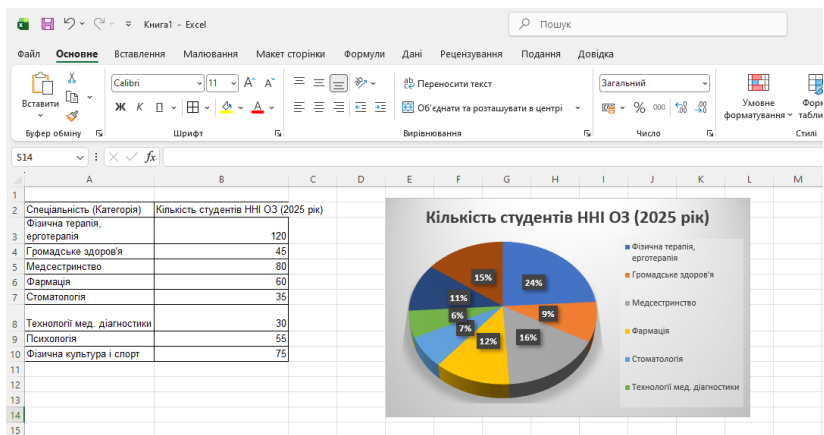 Книга1 - Excel
Пошук
Файл Основне Вставлення Малювання Макет сторінки Формули Дані Рецензування Подання Довідка
Вставити
Calibri 11 A^ A˅
Ж К П
A
ab Переносити текст
Об'єднати та розташувати в центрі
Загальний
% 000
Умовне форматування
Буфер обміну Шрифт Вирівнювання Число Стилі
S14 fx
A B C D E F G H I J K L M
1
2 Спеціальність (Категорія) Кількість студентів ННІ ОЗ (2025 рік)
Фізична терапія,
3 ерготерапія 120
4 Громадське здоров'я 45
5 Медсестринство 80
6 Фармація 60
7 Стоматологія 35
8 Технології мед. діагностики 30
9 Психологія 55
10 Фізична культура і спорт 75
11
12
13
14
15
Кількість студентів ННІ ОЗ (2025 рік)
24%
9%
16%
12%
7%
6%
11%
15%
Фізична терапія,
ерготерапія
Громадське здоров'я
Медсестринство
Фармація
Стоматологія
Технології мед. діагностики